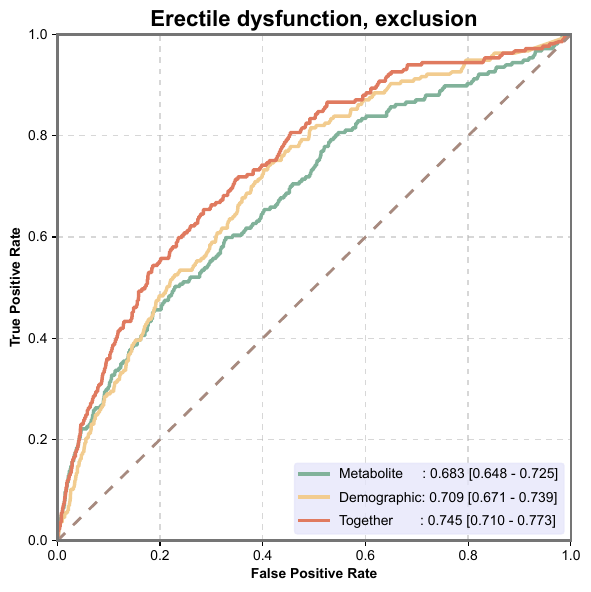 Erectile dysfunction, exclusion
True Positive Rate
1.0
0.8
0.6
0.4
0.2
0.0
Metabolite : 0.683 [0.648 - 0.725]
Demographic: 0.709 [0.671 - 0.739]
Together : 0.745 [0.710 - 0.773]
0.0 0.2 0.4 0.6 0.8 1.0
False Positive Rate